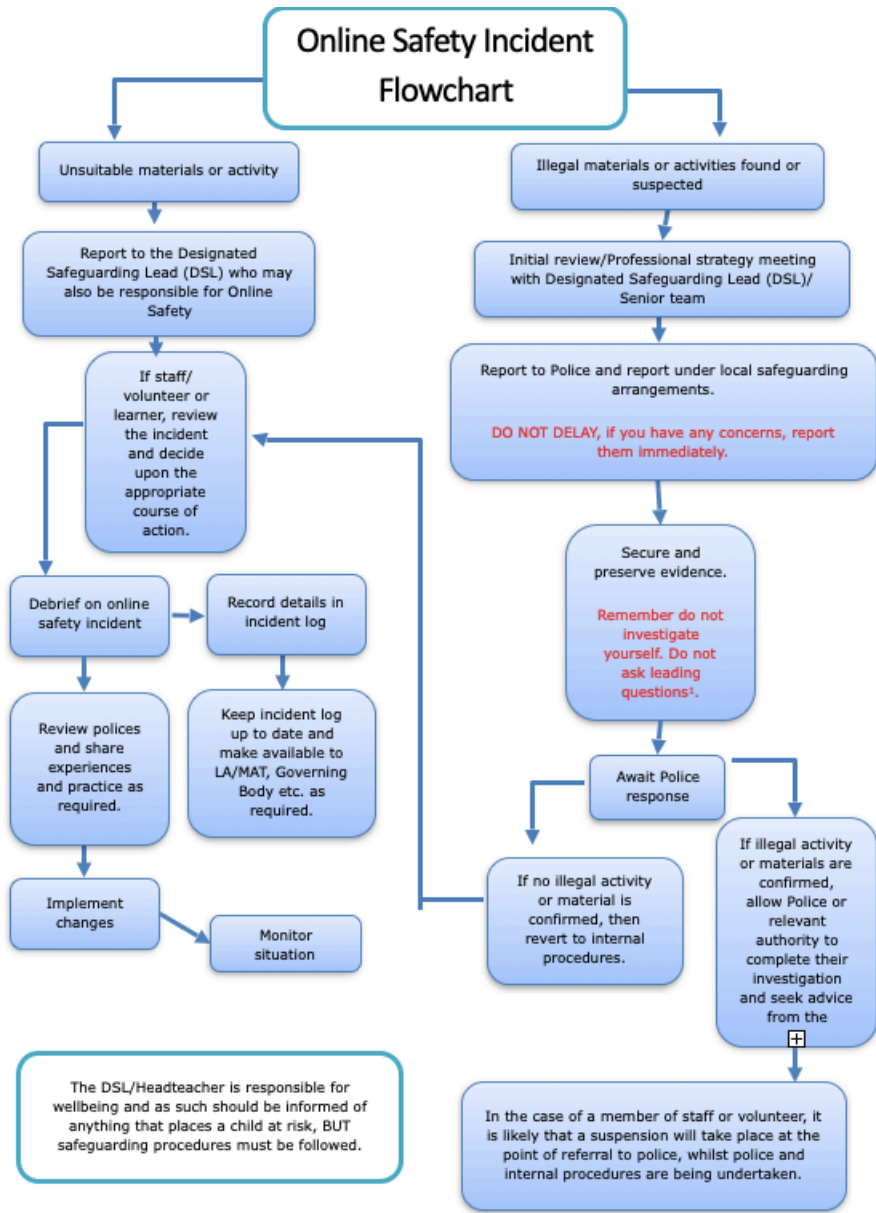 Online Safety Incident
Flowchart
Unsuitable materials or activity
Report to the Designated
Safeguarding Lead (DSL) who may
also be responsible for Online
Safety
If staff/
volunteer or
learner, review
the incident
and decide
upon the
appropriate
course of
action.
Debrief on online
safety incident
Record details in
incident log
Review polices
and share
experiences
and practice as
required.
Keep incident log
up to date and
make available to
LA/MAT, Governing
Body etc. as
required.
Implement
changes
Monitor
situation
Illegal materials or activities found or
suspected
Initial review/Professional strategy meeting
with Designated Safeguarding Lead (DSL)/
Senior team
Report to Police and report under local safeguarding
arrangements.
DO NOT DELAY, if you have any concerns, report
them immediately.
Secure and
preserve evidence.
Remember do not
investigate
yourself. Do not
ask leading
questions¹.
Await Police
response
If no illegal activity
or material is
confirmed, then
revert to internal
procedures.
If illegal activity
or materials are
confirmed,
allow Police or
relevant
authority to
complete their
investigation
and seek advice
from the
In the case of a member of staff or volunteer, it
is likely that a suspension will take place at the
point of referral to police, whilst police and
internal procedures are being undertaken.
The DSL/Headteacher is responsible for
wellbeing and as such should be informed of
anything that places a child at risk, BUT
safeguarding procedures must be followed.